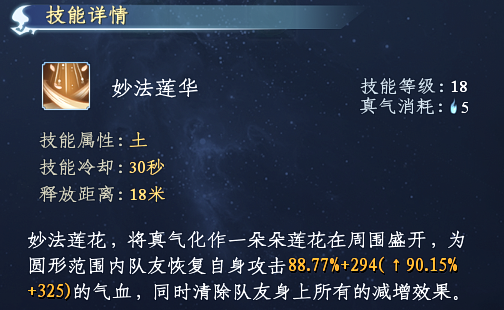 技能详情
妙法莲华
技能等级：18
真气消耗：5
技能属性：土
技能冷却：30秒
释放距离：18米
妙法莲花，将真气化作一朵朵莲花在周围盛开，为
圆形范围内队友恢复自身攻击88.77%+294(↑90.15%
+325)的气血，同时清除队友身上所有的减增效果。